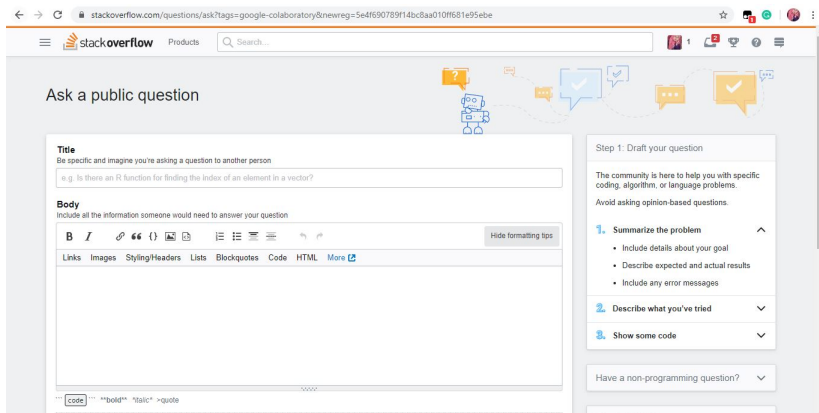 stackoverflow.com/questions/ask?tags=google-colaboratory&newreg=5e4f690789f14bc8aa010ff681e95ebe
1
stack overflow Products Search... 1 2
Ask a public question
Title
Be specific and imagine you're asking a question to another person
e.g. Is there an R function for finding the index of an element in a vector?
Body
Include all the information someone would need to answer your question
B I {} Hide formatting tips
Links Images Styling/Headers Lists Blockquotes Code HTML More
``` code ``` **bold** *italic* >quote
Step 1: Draft your question
The community is here to help you with specific
coding, algorithm, or language problems.
Avoid asking opinion-based questions.
1. Summarize the problem
• Include details about your goal
• Describe expected and actual results
• Include any error messages
2. Describe what you've tried
3. Show some code
Have a non-programming question?